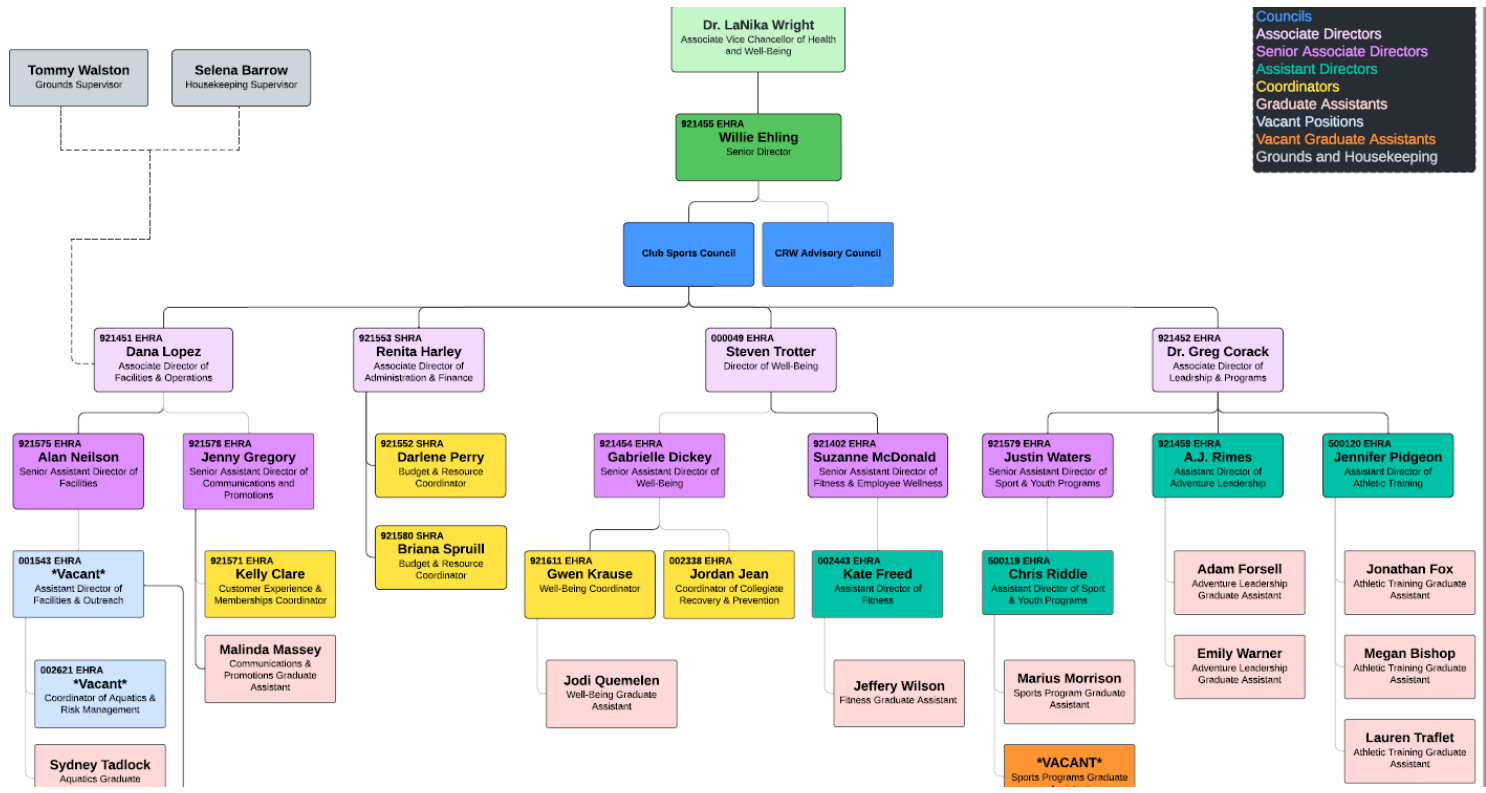 Dr. LaNika Wright
Associate Vice Chancellor of Health
and Well-Being
Councils
Associate Directors
Senior Associate Directors
Assistant Directors
Coordinators
Graduate Assistants
Vacant Positions
Vacant Graduate Assistants
Grounds and Housekeeping
Tommy Walston
Grounds Supervisor
Selena Barrow
Housekeeping Supervisor
921455 EHRA
Willie Ehling
Senior Director
Club Sports Council
CRW Advisory Council
921451 EHRA
Dana Lopez
Associate Director of
Facilities & Operations
921553 SHRA
Renita Harley
Associate Director of
Administration & Finance
000049 EHRA
Steven Trotter
Director of Well-Being
921452 EHRA
Dr. Greg Corack
Associate Director of
Leadrship & Programs
921575 EHRA
Alan Neilson
Senior Assistant Director of
Facilities
921578 EHRA
Jenny Gregory
Senior Assistant Director of
Communications and
Promotions
921552 SHRA
Darlene Perry
Budget & Resource
Coordinator
921454 EHRA
Gabrielle Dickey
Senior Assistant Director of
Well-Being
921402 EHRA
Suzanne McDonald
Senior Assistant Director of
Fitness & Employee Wellness
921579 EHRA
Justin Waters
Senior Assistant Director of
Sport & Youth Programs
921459 EHRA
A.J. Rimes
Assistant Director of
Adventure Leadership
500120 EHRA
Jennifer Pidgeon
Assistant Director of
Athletic Training
921580 SHRA
Briana Spruill
Budget & Resource
Coordinator
001543 EHRA
*Vacant*
Assistant Director of
Facilities & Outreach
921571 EHRA
Kelly Clare
Customer Experience &
Memberships Coordinator
921611 EHRA
Gwen Krause
Well-Being Coordinator
002338 EHRA
Jordan Jean
Coordinator of Collegiate
Recovery & Prevention
002443 EHRA
Kate Freed
Assistant Director of
Fitness
500119 EHRA
Chris Riddle
Assistant Director of Sport
& Youth Programs
Adam Forsell
Adventure Leadership
Graduate Assistant
Jonathan Fox
Athletic Training Graduate
Assistant
Malinda Massey
Communications &
Promotions Graduate
Assistant
Emily Warner
Adventure Leadership
Graduate Assistant
Megan Bishop
Athletic Training Graduate
Assistant
002621 EHRA
*Vacant*
Coordinator of Aquatics &
Risk Management
Jodi Quemelen
Well-Being Graduate
Assistant
Jeffery Wilson
Fitness Graduate Assistant
Marius Morrison
Sports Program Graduate
Assistant
Lauren Traflet
Athletic Training Graduate
Assistant
Sydney Tadlock
Aquatics Graduate
*VACANT*
Sports Programs Graduate